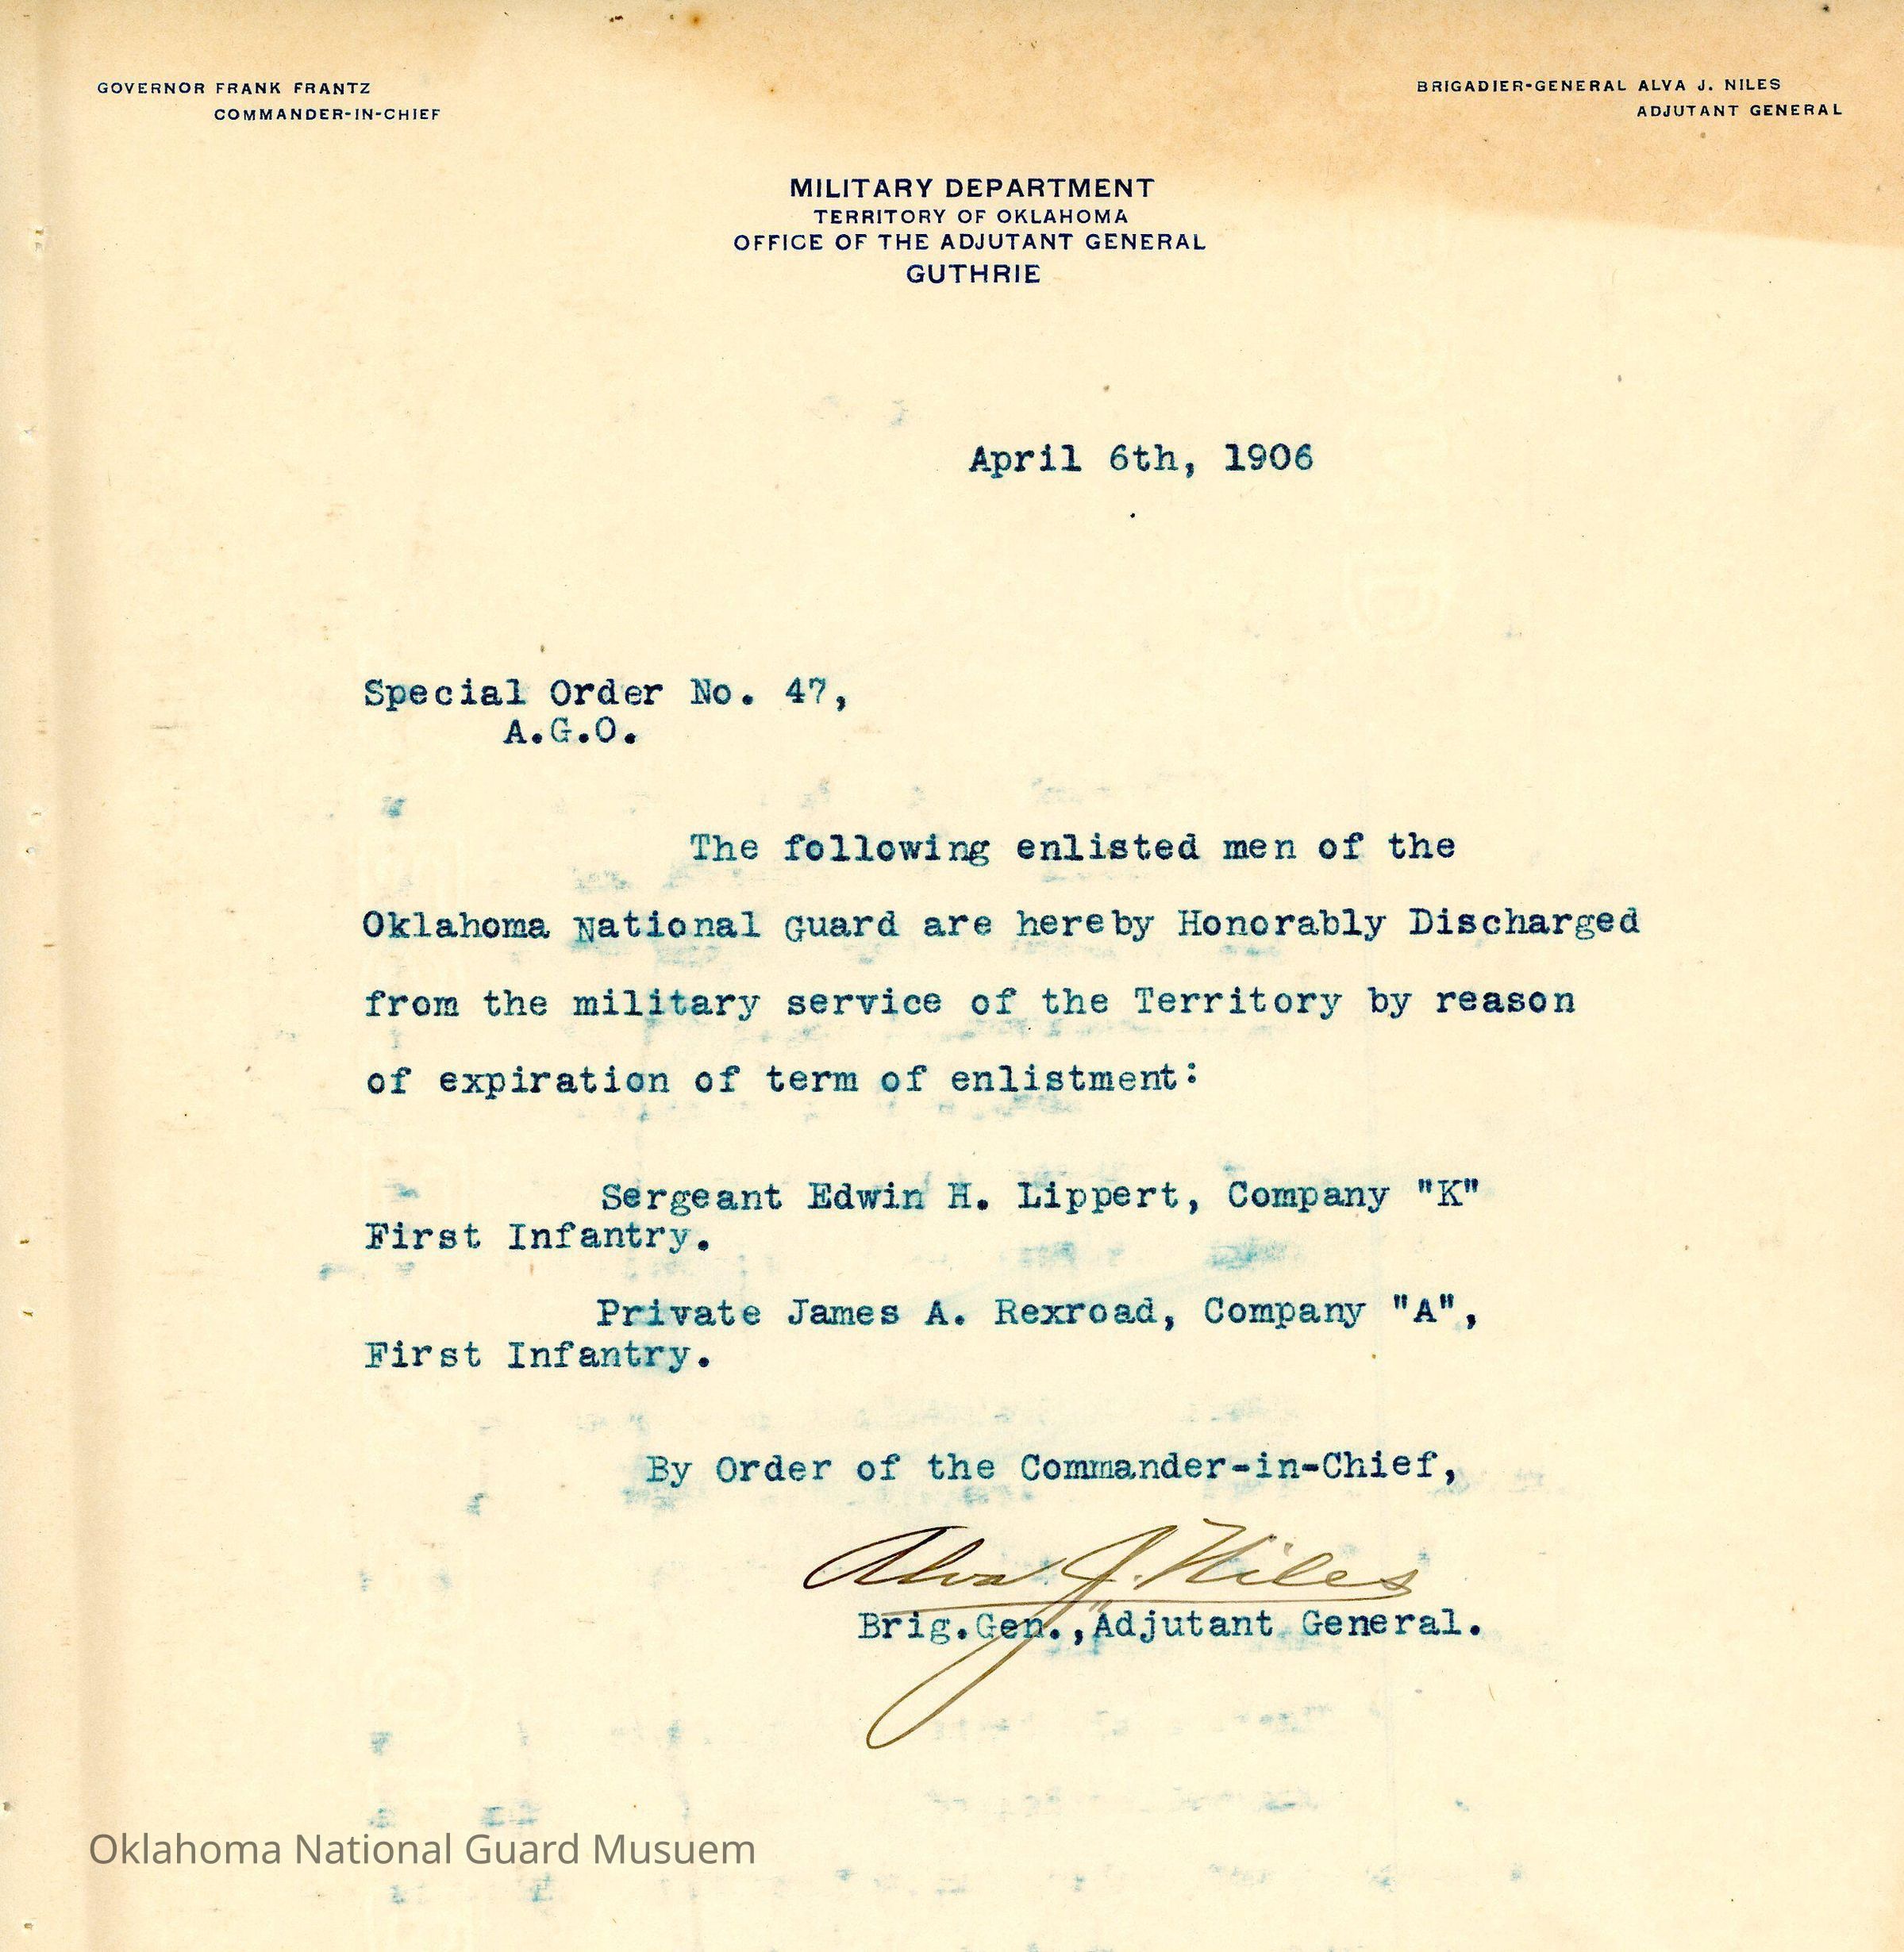 GOVERNOR FRANK FRANTZ
COMMANDER-IN-CHIEF
BRIGADIER-GENERAL ALVA J. NILES
ADJUTANT GENERAL
MILITARY DEPARTMENT
TERRITORY OF OKLAHOMA
OFFICE OF THE ADJUTANT GENERAL
GUTHRIE
April 6th, 1906
Special Order No. 47,
A.G.O.
The following enlisted men of the
Oklahoma National Guard are hereby Honorably Discharged
from the military service of the Territory by reason
of expiration of term of enlistment:
Sergeant Edwin H. Lippert, Company "K"
First Infantry.
Private James A. Rexroad, Company "A",
First Infantry.
By Order of the Commander-in-Chief,
Alva J. Niles
Brig.Gen.,Adjutant General.
Oklahoma National Guard Musuem